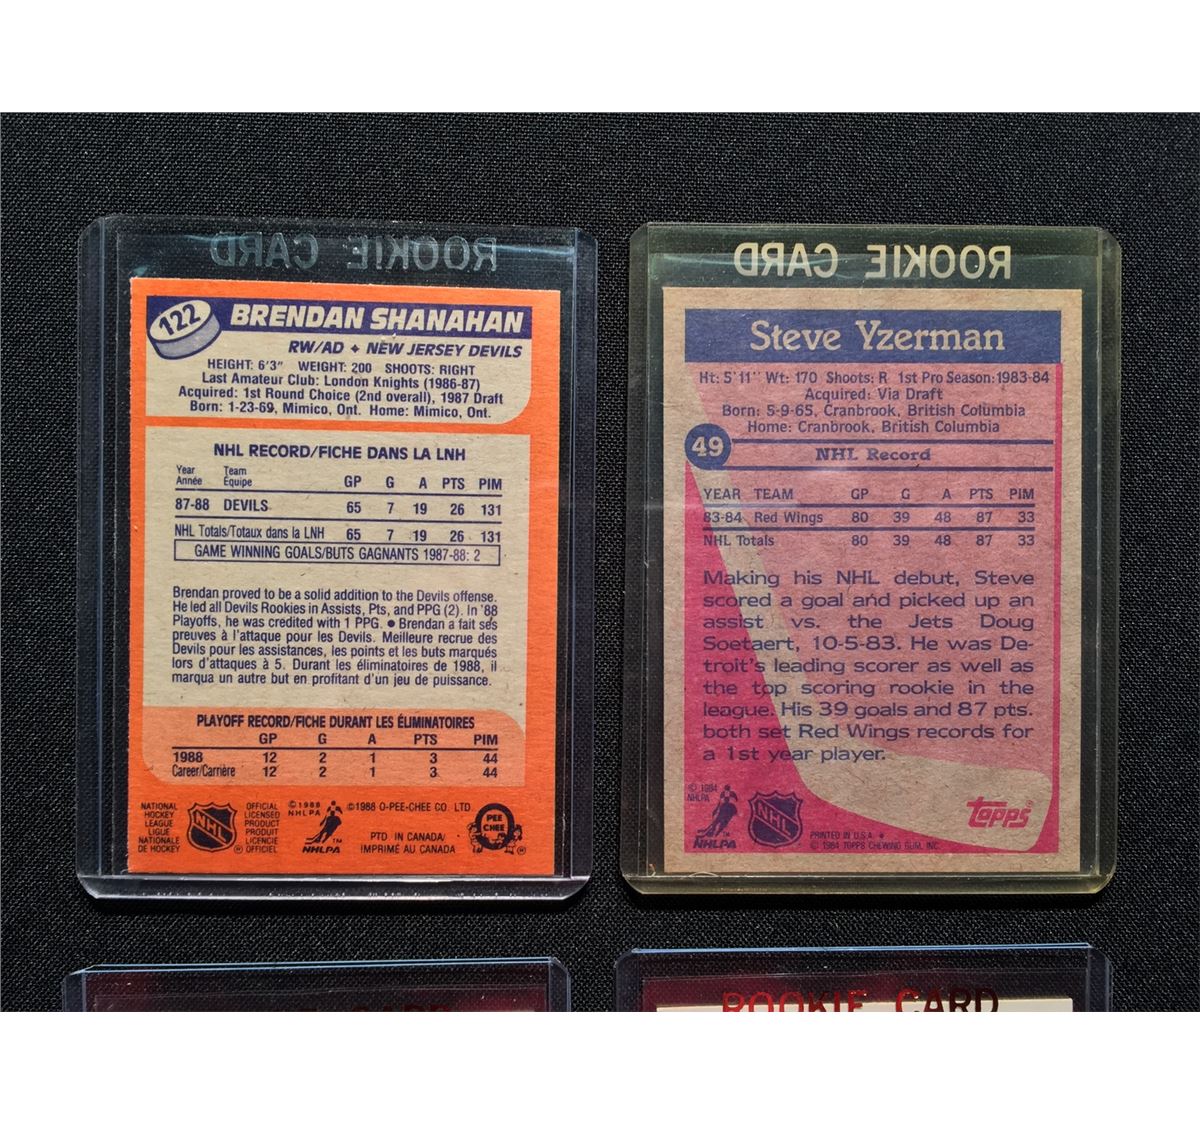 ROOKIE CARD
122
BRENDAN SHANAHAN
RW/AD ♦ NEW JERSEY DEVILS
HEIGHT: 6'3" WEIGHT: 200 SHOOTS: RIGHT
Last Amateur Club: London Knights (1986-87)
Acquired: 1st Round Choice (2nd overall), 1987 Draft
Born: 1-23-69, Mimico, Ont. Home: Mimico, Ont.
NHL RECORD/FICHE DANS LA LNH
Year Team
Année Équipe GP G A PTS PIM
87-88 DEVILS 65 7 19 26 131
NHL Totals/Totaux dans la LNH 65 7 19 26 131
GAME WINNING GOALS/BUTS GAGNANTS 1987-88: 2
Brendan proved to be a solid addition to the Devils offense.
He led all Devils Rookies in Assists, Pts, and PPG (2). In '88
Playoffs, he was credited with 1 PPG. ● Brendan a fait ses
preuves à l'attaque pour les Devils. Meilleure recrue des
Devils pour les assistances, les points et les buts marqués
lors d'attaques à 5. Durant les éliminatoires de 1988, il
marqua un autre but en profitant d'un jeu de puissance.
PLAYOFF RECORD/FICHE DURANT LES ÉLIMINATOIRES
GP G A PTS PIM
1988 12 2 1 3 44
Career/Carrière 12 2 1 3 44
NATIONAL
HOCKEY
LEAGUE
LIGUE
NATIONALE
DE HOCKEY
NHL
OFFICIAL
LICENSED
PRODUCT
PRODUIT
LICENCIE
OFFICIEL
©1988
NHLPA
NHLPA
©1988 O-PEE-CHEE CO. LTD.
PTD IN CANADA/
IMPRIMÉ AU CANADA
PEE
CHEE
ROOKIE CARD
Steve Yzerman
Ht: 5'11" Wt: 170 Shoots: R 1st Pro Season: 1983-84
Acquired: Via Draft
Born: 5-9-65, Cranbrook, British Columbia
Home: Cranbrook, British Columbia
49
NHL Record
YEAR TEAM GP G A PTS PIM
83-84 Red Wings 80 39 48 87 33
NHL Totals 80 39 48 87 33
Making his NHL debut, Steve
scored a goal and picked up an
assist vs. the Jets Doug
Soetaert, 10-5-83. He was De-
troit's leading scorer as well as
the top scoring rookie in the
league. His 39 goals and 87 pts.
both set Red Wings records for
a 1st year player.
© 1984
NHLPA
NHLPA
NHL
topps
PRINTED IN U.S.A.
© 1984 TOPPS CHEWING GUM, INC.
ROOKIE CARD